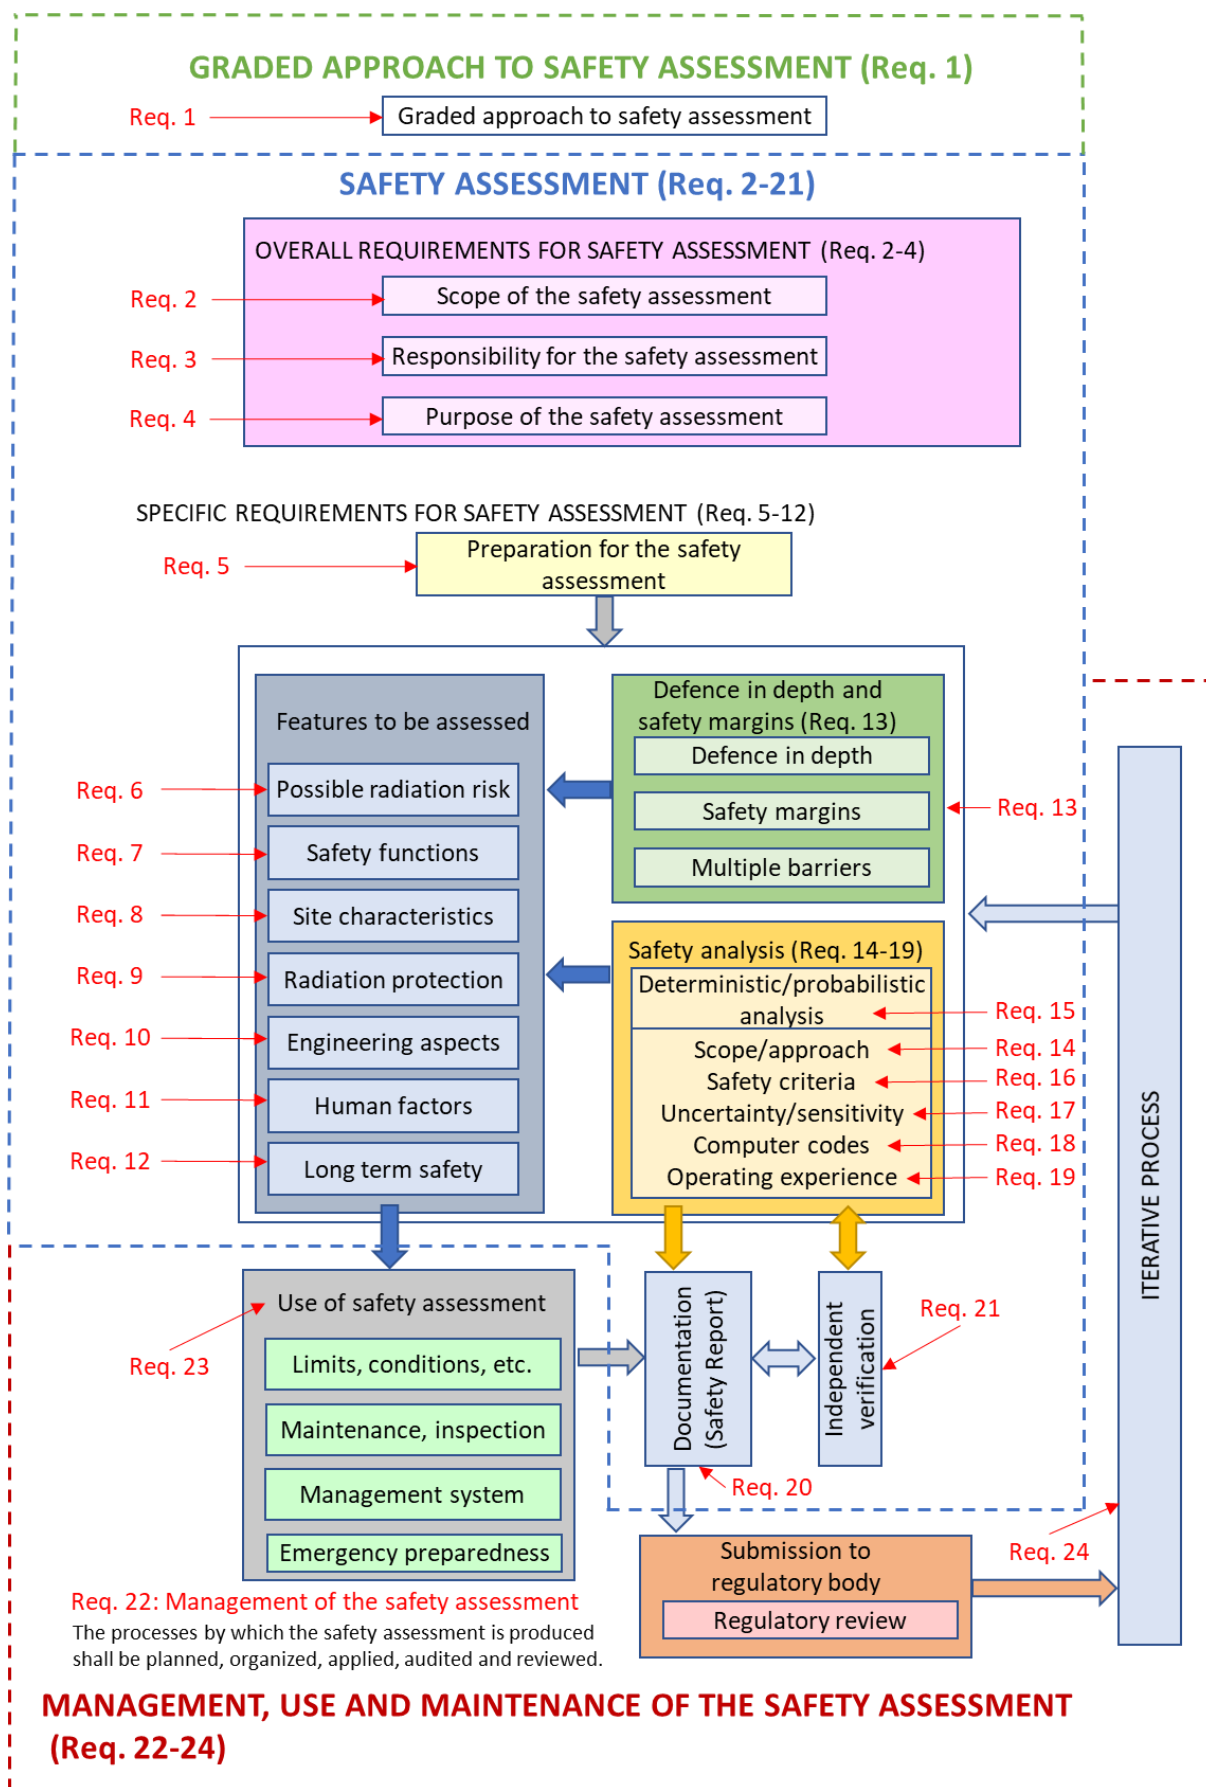 GRADED APPROACH TO SAFETY ASSESSMENT (Req. 1)
Req. 1
Graded approach to safety assessment
SAFETY ASSESSMENT (Req. 2-21)
OVERALL REQUIREMENTS FOR SAFETY ASSESSMENT (Req. 2-4)
Req. 2
Scope of the safety assessment
Req. 3
Responsibility for the safety assessment
Req. 4
Purpose of the safety assessment
SPECIFIC REQUIREMENTS FOR SAFETY ASSESSMENT (Req. 5-12)
Req. 5
Preparation for the safety
assessment
Features to be assessed
Req. 6
Possible radiation risk
Req. 7
Safety functions
Req. 8
Site characteristics
Req. 9
Radiation protection
Req. 10
Engineering aspects
Req. 11
Human factors
Req. 12
Long term safety
Defence in depth and
safety margins (Req. 13)
Defence in depth
Safety margins
Req. 13
Multiple barriers
Safety analysis (Req. 14-19)
Deterministic/probabilistic
analysis
Req. 15
Scope/approach
Req. 14
Safety criteria
Req. 16
Uncertainty/sensitivity
Req. 17
Computer codes
Req. 18
Operating experience
Req. 19
ITERATIVE PROCESS
Use of safety assessment
Req. 23
Limits, conditions, etc.
Maintenance, inspection
Management system
Emergency preparedness
Documentation
(Safety Report)
Independent
verification
Req. 21
Req. 20
Submission to
regulatory body
Regulatory review
Req. 24
Req. 22: Management of the safety assessment
The processes by which the safety assessment is produced
shall be planned, organized, applied, audited and reviewed.
MANAGEMENT, USE AND MAINTENANCE OF THE SAFETY ASSESSMENT
(Req. 22-24)